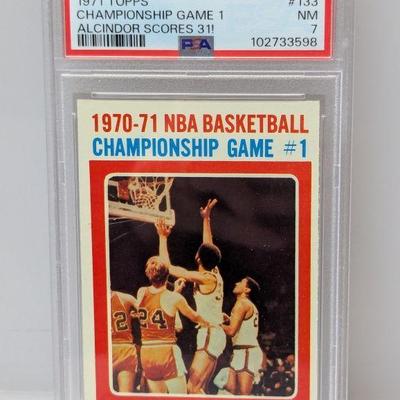 1971 TOPPS #133
CHAMPIONSHIP GAME 1 NM
ALCINDOR SCORES 31! 7
PSA 102733598
1970-71 NBA BASKETBALL
CHAMPIONSHIP GAME #1
24